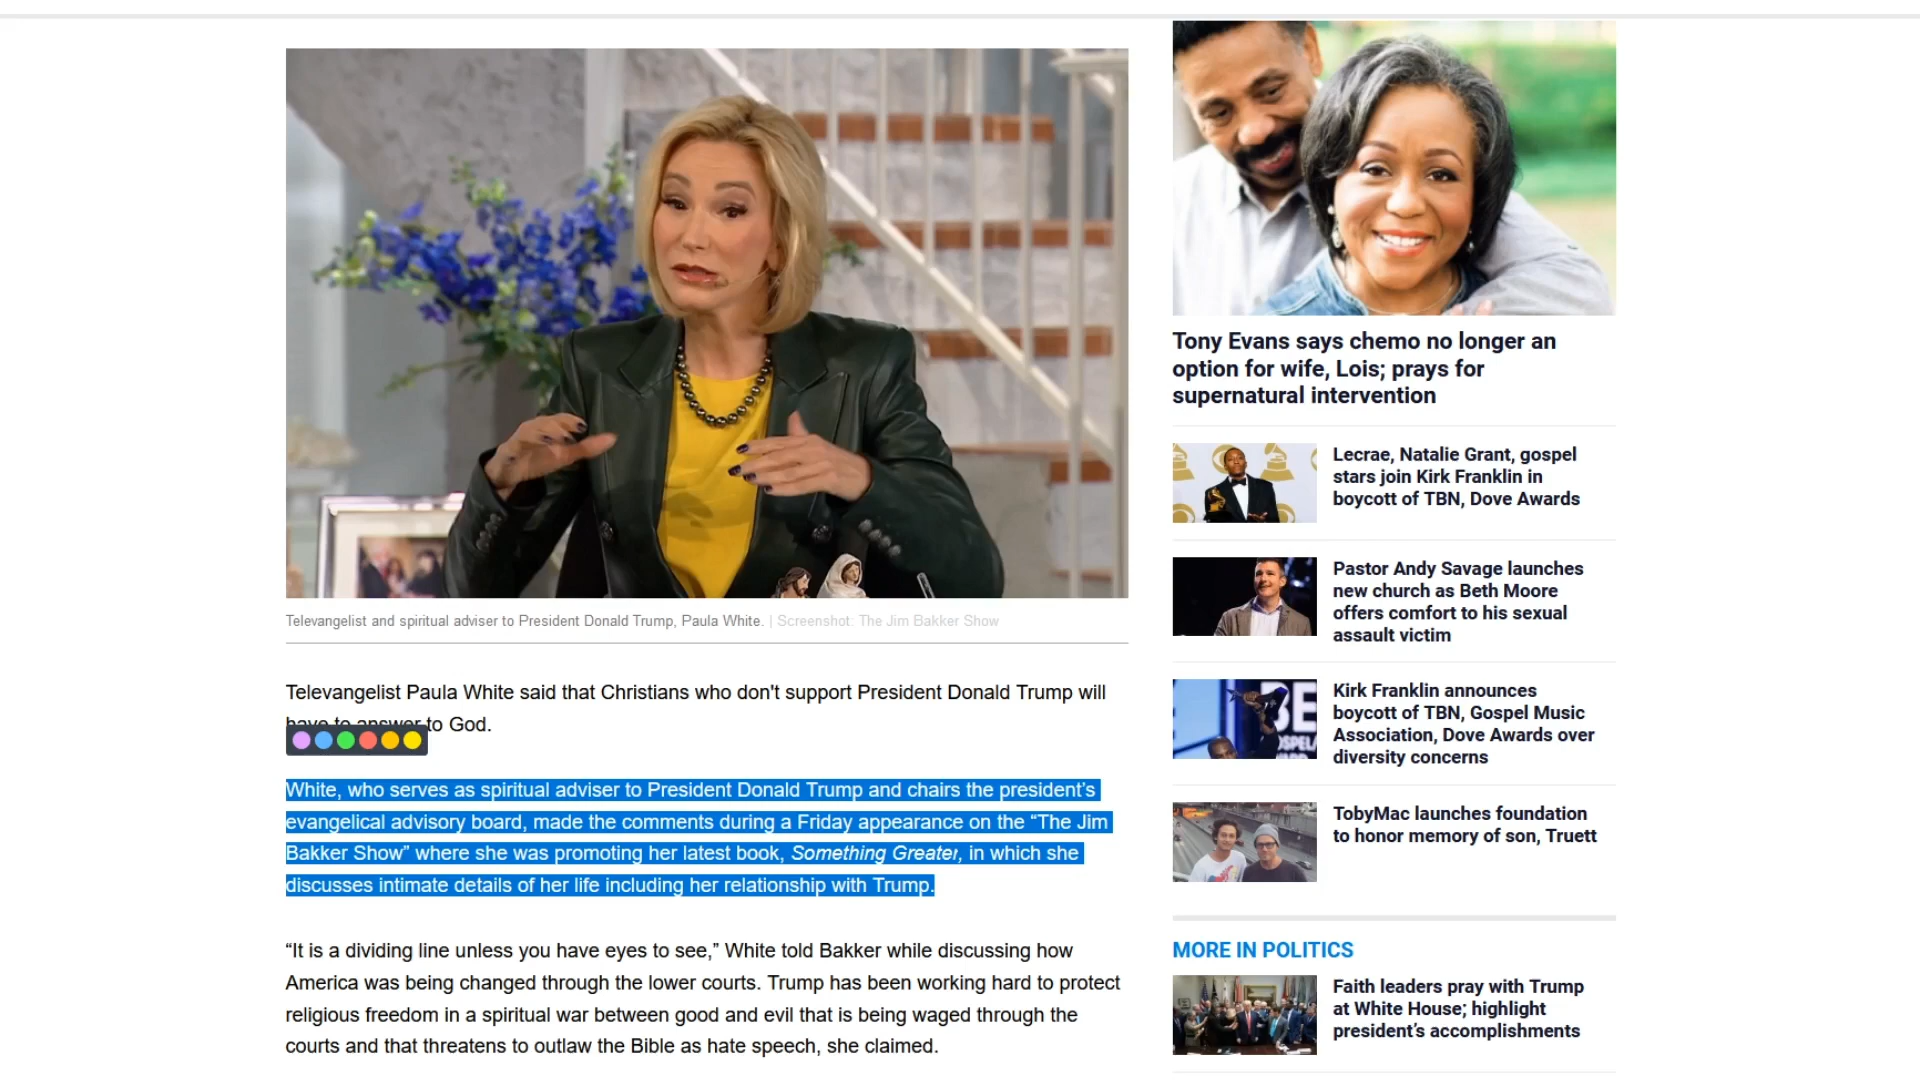 Televangelist and spiritual adviser to President Donald Trump, Paula White. | Screenshot: The Jim Bakker Show
Televangelist Paula White said that Christians who don't support President Donald Trump will
have to answer to God.
White, who serves as spiritual adviser to President Donald Trump and chairs the president’s
evangelical advisory board, made the comments during a Friday appearance on the “The Jim
Bakker Show” where she was promoting her latest book, Something Greater, in which she
discusses intimate details of her life including her relationship with Trump.
“It is a dividing line unless you have eyes to see,” White told Bakker while discussing how
America was being changed through the lower courts. Trump has been working hard to protect
religious freedom in a spiritual war between good and evil that is being waged through the
courts and that threatens to outlaw the Bible as hate speech, she claimed.
Tony Evans says chemo no longer an
option for wife, Lois; prays for
supernatural intervention
Lecrae, Natalie Grant, gospel
stars join Kirk Franklin in
boycott of TBN, Dove Awards
Pastor Andy Savage launches
new church as Beth Moore
offers comfort to his sexual
assault victim
BE
Kirk Franklin announces
boycott of TBN, Gospel Music
Association, Dove Awards over
diversity concerns
TobyMac launches foundation
to honor memory of son, Truett
MORE IN POLITICS
Faith leaders pray with Trump
at White House; highlight
president’s accomplishments